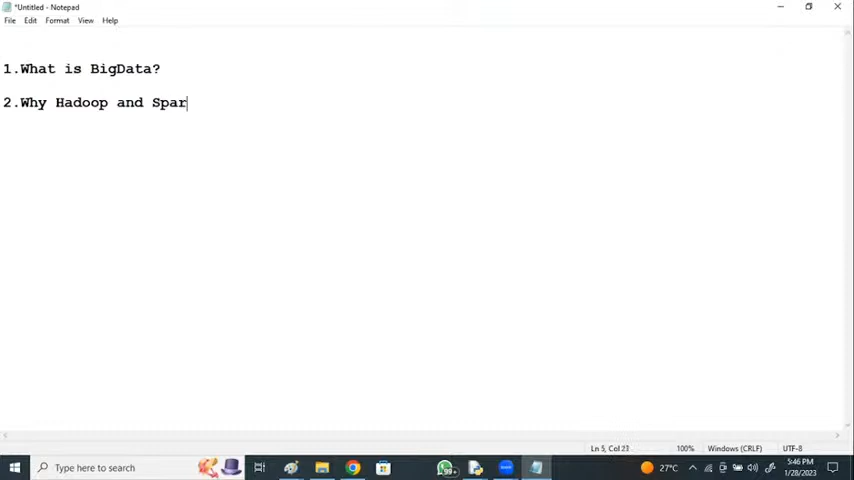 *Untitled - Notepad
File Edit Format View Help
1.What is BigData?
2.Why Hadoop and Spar
Ln 5, Col 23 100% Windows (CRLF) UTF-8
Type here to search 99+ 27°C 5:46 PM
1/28/2023